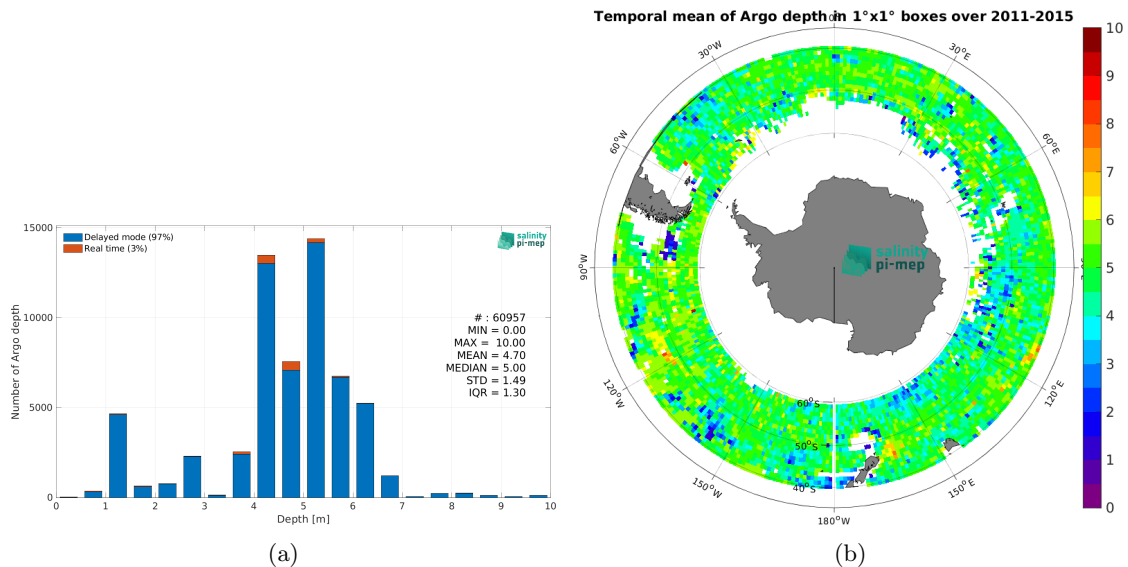 Temporal mean of Argo depth in 1°x1° boxes over 2011-2015
15000
10000
5000
0
Number of Argo depth
Delayed mode (97%)
Real time (3%)
salinity
pi-mep
# : 60957
MIN = 0.00
MAX = 10.00
MEAN = 4.70
MEDIAN = 5.00
STD = 1.49
IQR = 1.30
0 1 2 3 4 5 6 7 8 9 10
Depth [m]
(a)
30°W
30°E
60°W
60°E
90°W
120°W
120°E
150°W
150°E
180°W
60°S
50°S
40°S
salinity
pi-mep
10
9
8
7
6
5
4
3
2
1
0
(b)